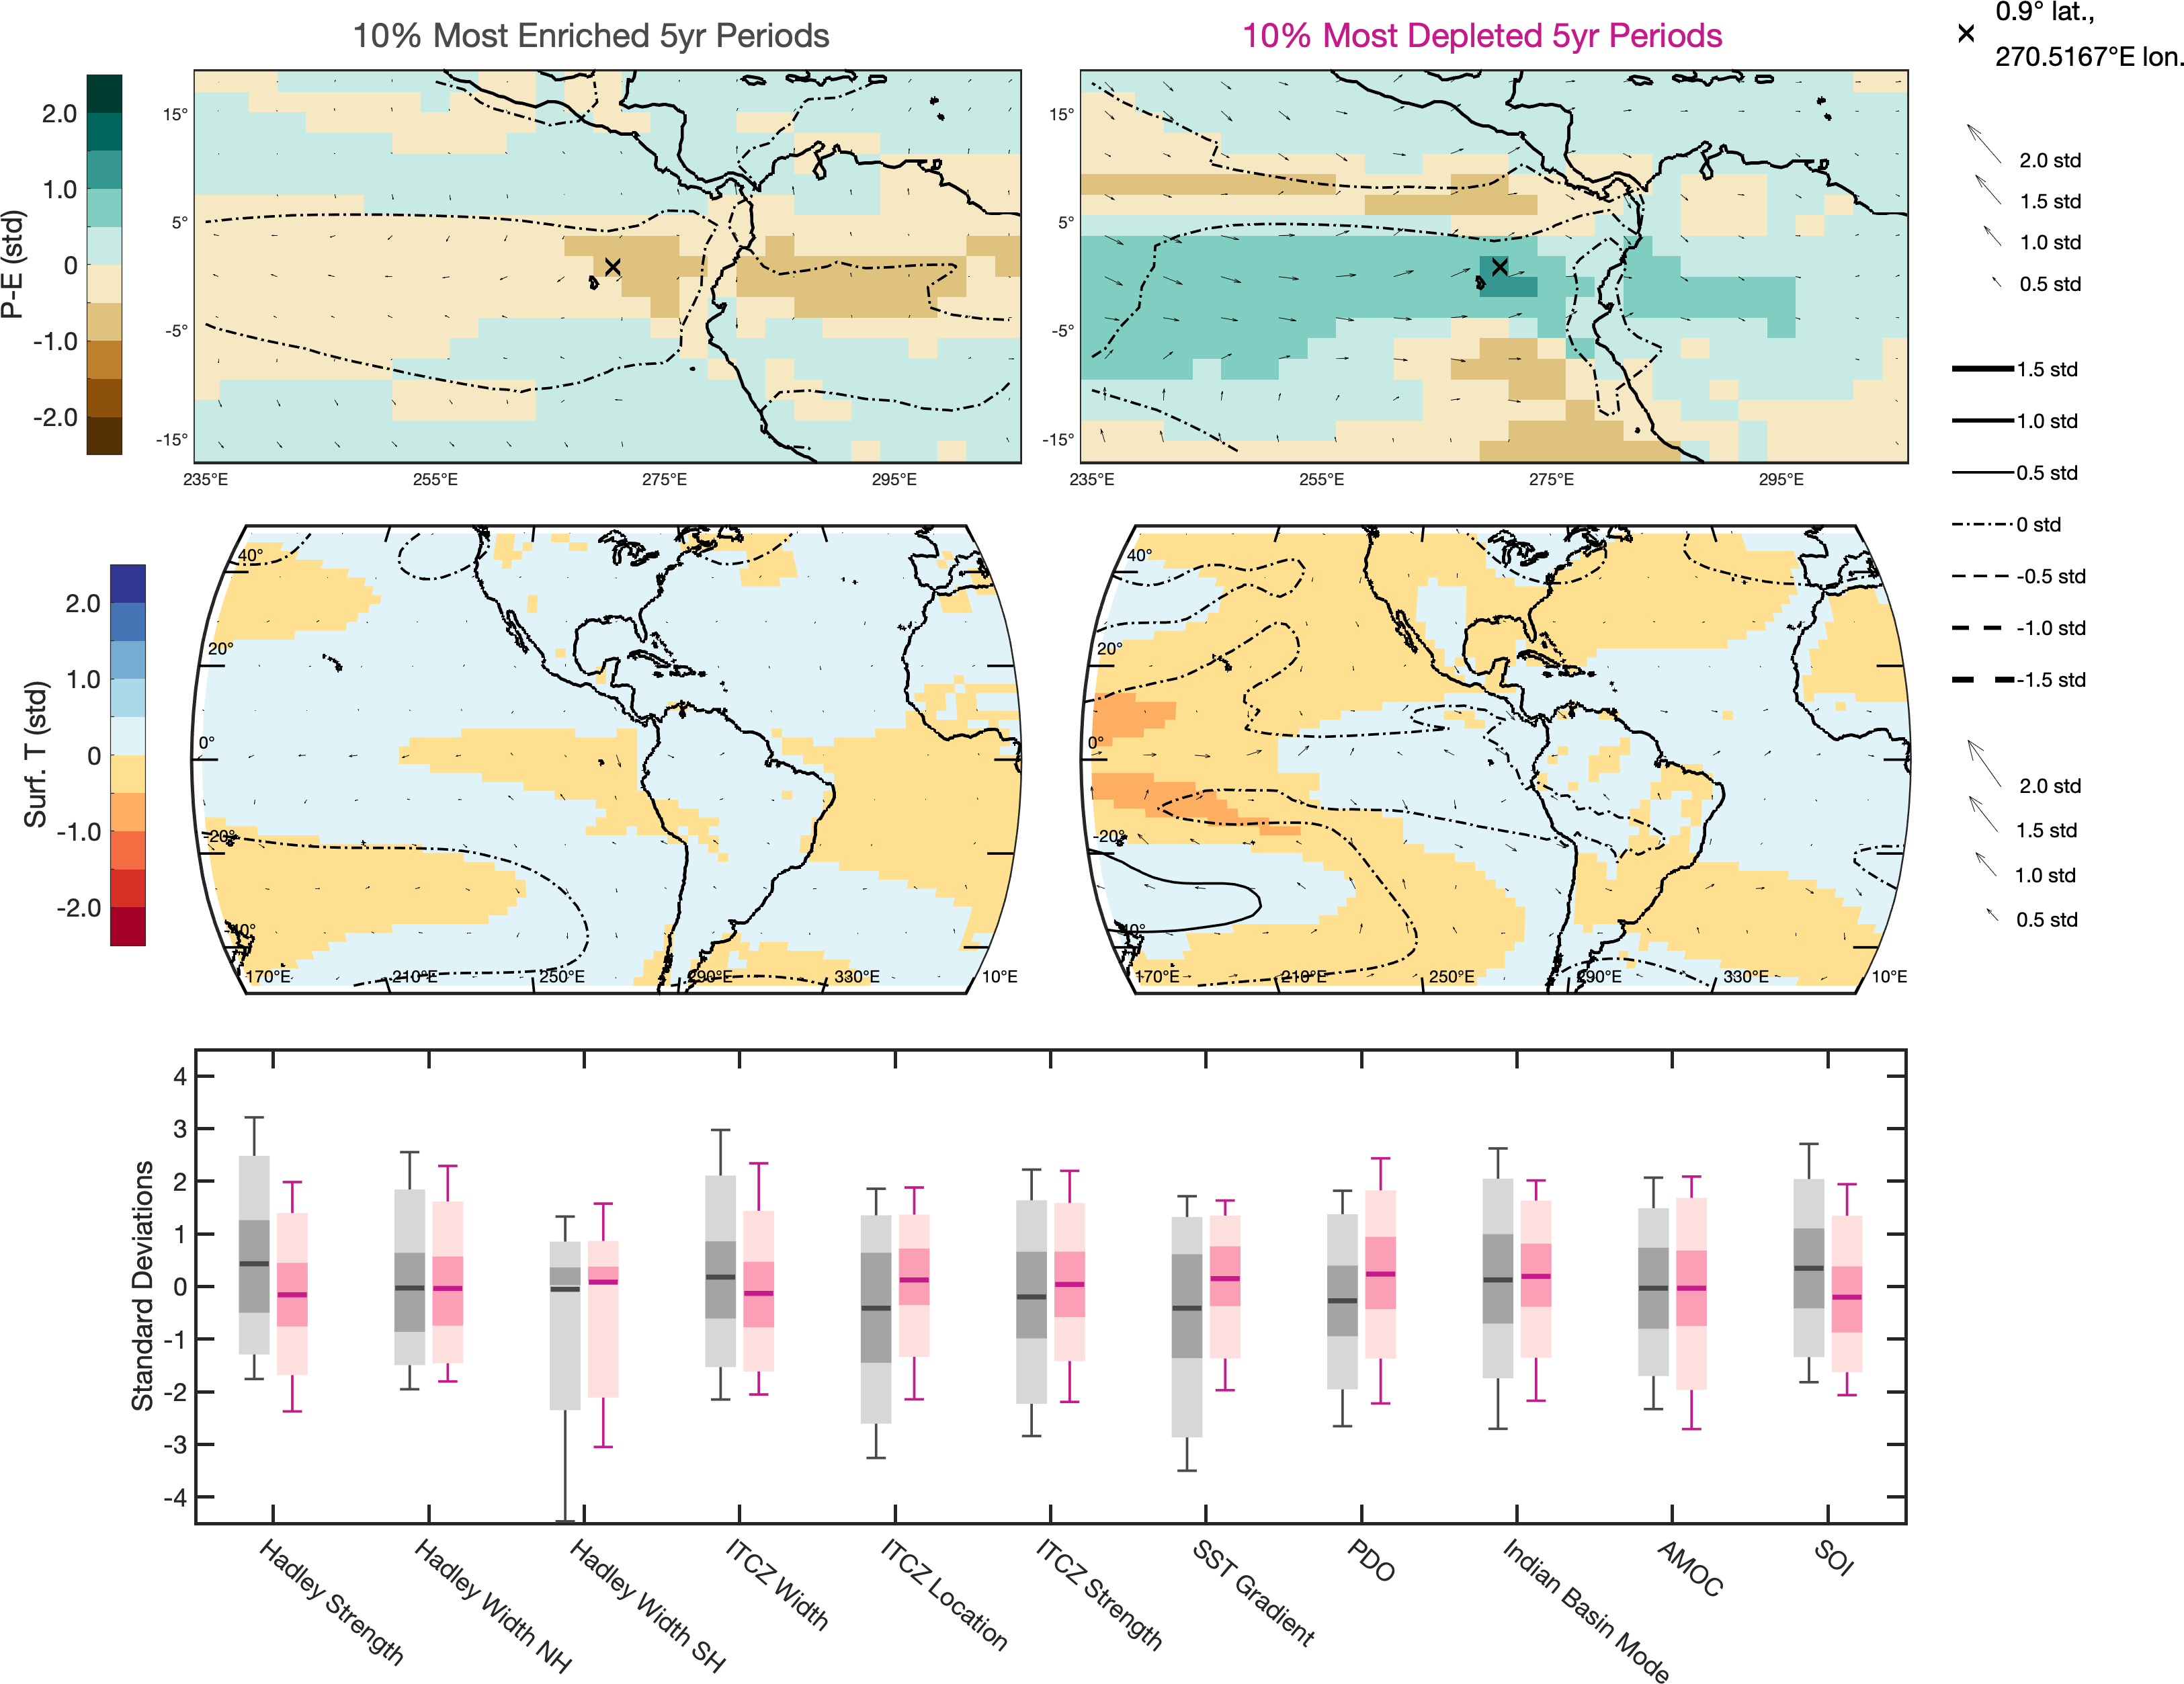 10% Most Enriched 5yr Periods
10% Most Depleted 5yr Periods
0.9° lat.,
270.5167°E lon.
P-E (std)
2.0
1.0
0
-1.0
-2.0
15°
5°
-5°
-15°
235°E
255°E
275°E
295°E
15°
5°
-5°
-15°
235°E
255°E
275°E
295°E
2.0 std
1.5 std
1.0 std
0.5 std
1.5 std
1.0 std
0.5 std
0 std
-0.5 std
-1.0 std
-1.5 std
Surf. T (std)
2.0
1.0
0
-1.0
-2.0
40°
20°
0°
-20°
-40°
170°E
210°E
250°E
290°E
330°E
10°E
40°
20°
0°
-20°
-40°
170°E
210°E
250°E
290°E
330°E
10°E
2.0 std
1.5 std
1.0 std
0.5 std
Standard Deviations
4
3
2
1
0
-1
-2
-3
-4
Hadley Strength
Hadley Width NH
Hadley Width SH
ITCZ Width
ITCZ Location
ITCZ Strength
SST Gradient
PDO
Indian Basin Mode
AMOC
SOI